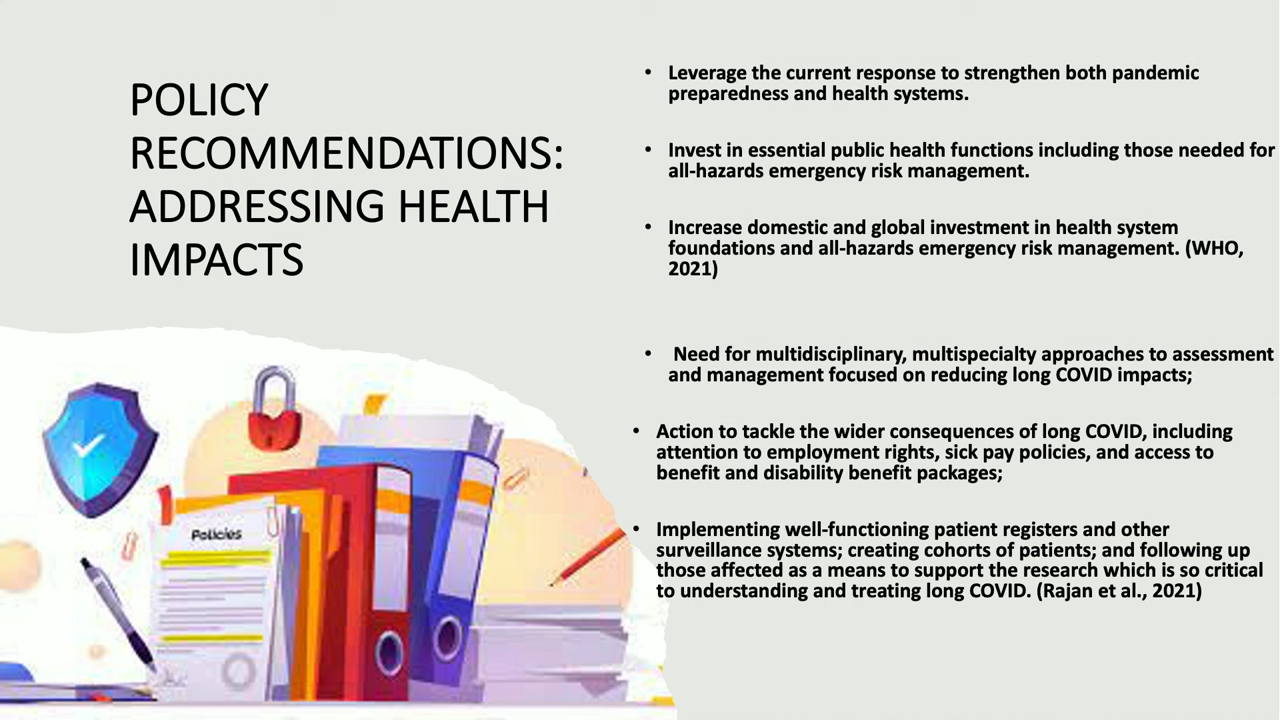 POLICY
RECOMMENDATIONS:
ADDRESSING HEALTH
IMPACTS
• Leverage the current response to strengthen both pandemic
preparedness and health systems.
• Invest in essential public health functions including those needed for
all-hazards emergency risk management.
• Increase domestic and global investment in health system
foundations and all-hazards emergency risk management. (WHO,
2021)
• Need for multidisciplinary, multispecialty approaches to assessment
and management focused on reducing long COVID impacts;
• Action to tackle the wider consequences of long COVID, including
attention to employment rights, sick pay policies, and access to
benefit and disability benefit packages;
• Implementing well-functioning patient registers and other
surveillance systems; creating cohorts of patients; and following up
those affected as a means to support the research which is so critical
to understanding and treating long COVID. (Rajan et al., 2021)
Policies